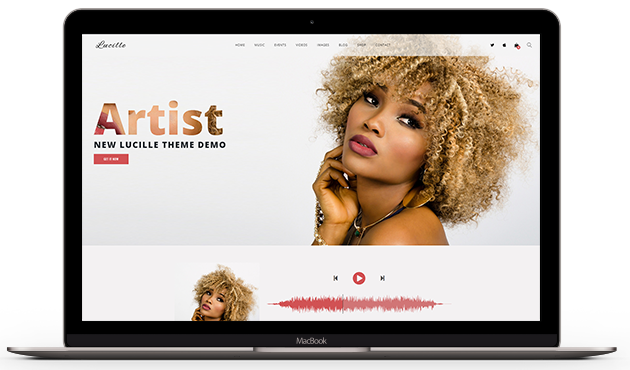 Lucille
HOME MUSIC EVENTS VIDEOS IMAGES BLOG SHOP CONTACT
Artist
NEW LUCILLE THEME DEMO
GET IT NOW
MacBook